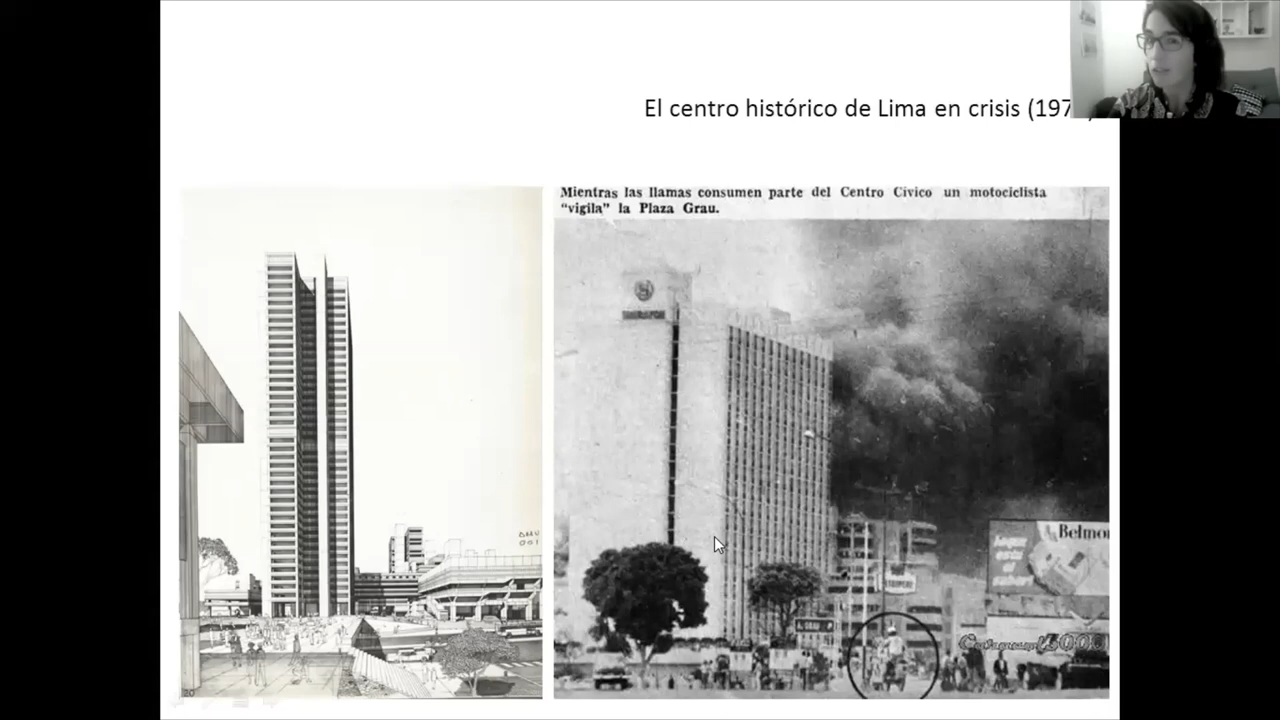 El centro histórico de Lima en crisis (197
Mientras las llamas consumen parte del Centro Cívico un motociclista
"vigila" la Plaza Grau.
Belmo
20